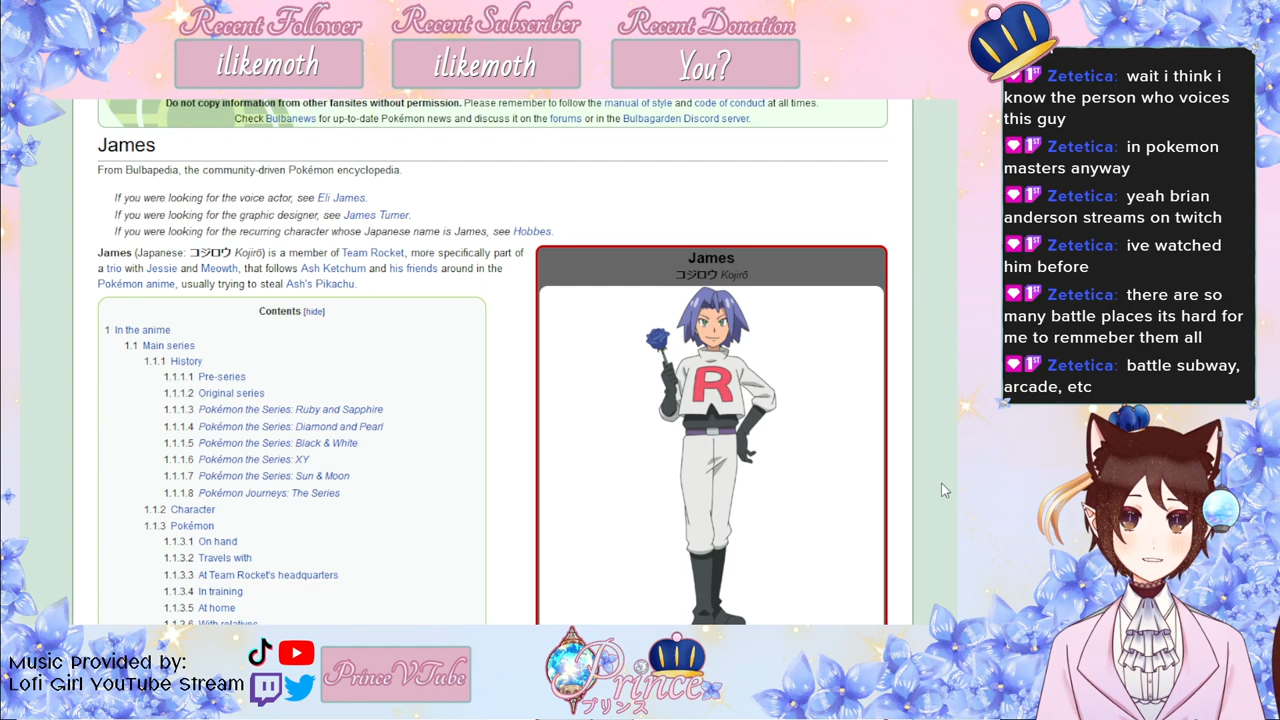 Recent Follower
Recent Subscriber
Recent Donation
ilikemoth
ilikemoth
You?
Do not copy information from other fansites without permission. Please remember to follow the manual of style and code of conduct at all times.
Check Bulbanews for up-to-date Pokémon news and discuss it on the forums or in the Bulbagarden Discord server.
James
From Bulbapedia, the community-driven Pokémon encyclopedia.
If you were looking for the voice actor, see Eli James.
If you were looking for the graphic designer, see James Turner.
If you were looking for the recurring character whose Japanese name is James, see Hobbes.
James (Japanese: コジロウ Kojirō) is a member of Team Rocket, more specifically part of
a trio with Jessie and Meowth, that follows Ash Ketchum and his friends around in the
Pokémon anime, usually trying to steal Ash's Pikachu.
Contents [hide]
1 In the anime
1.1 Main series
1.1.1 History
1.1.1.1 Pre-series
1.1.1.2 Original series
1.1.1.3 Pokémon the Series: Ruby and Sapphire
1.1.1.4 Pokémon the Series: Diamond and Pearl
1.1.1.5 Pokémon the Series: Black & White
1.1.1.6 Pokémon the Series: XY
1.1.1.7 Pokémon the Series: Sun & Moon
1.1.1.8 Pokémon Journeys: The Series
1.1.2 Character
1.1.3 Pokémon
1.1.3.1 On hand
1.1.3.2 Travels with
1.1.3.3 At Team Rocket's headquarters
1.1.3.4 In training
1.1.3.5 At home
1.1.3.6 With relatives
James
コジロウ Kojirō
R
1ST Zetetica: wait i think i
know the person who voices
this guy
1ST Zetetica: in pokemon
masters anyway
1ST Zetetica: yeah brian
anderson streams on twitch
1ST Zetetica: ive watched
him before
1ST Zetetica: there are so
many battle places its hard for
me to remmeber them all
1ST Zetetica: battle subway,
arcade, etc
Music Provided by:
Lofi Girl YouTube Stream
Prince VTube
Prince
プリンス